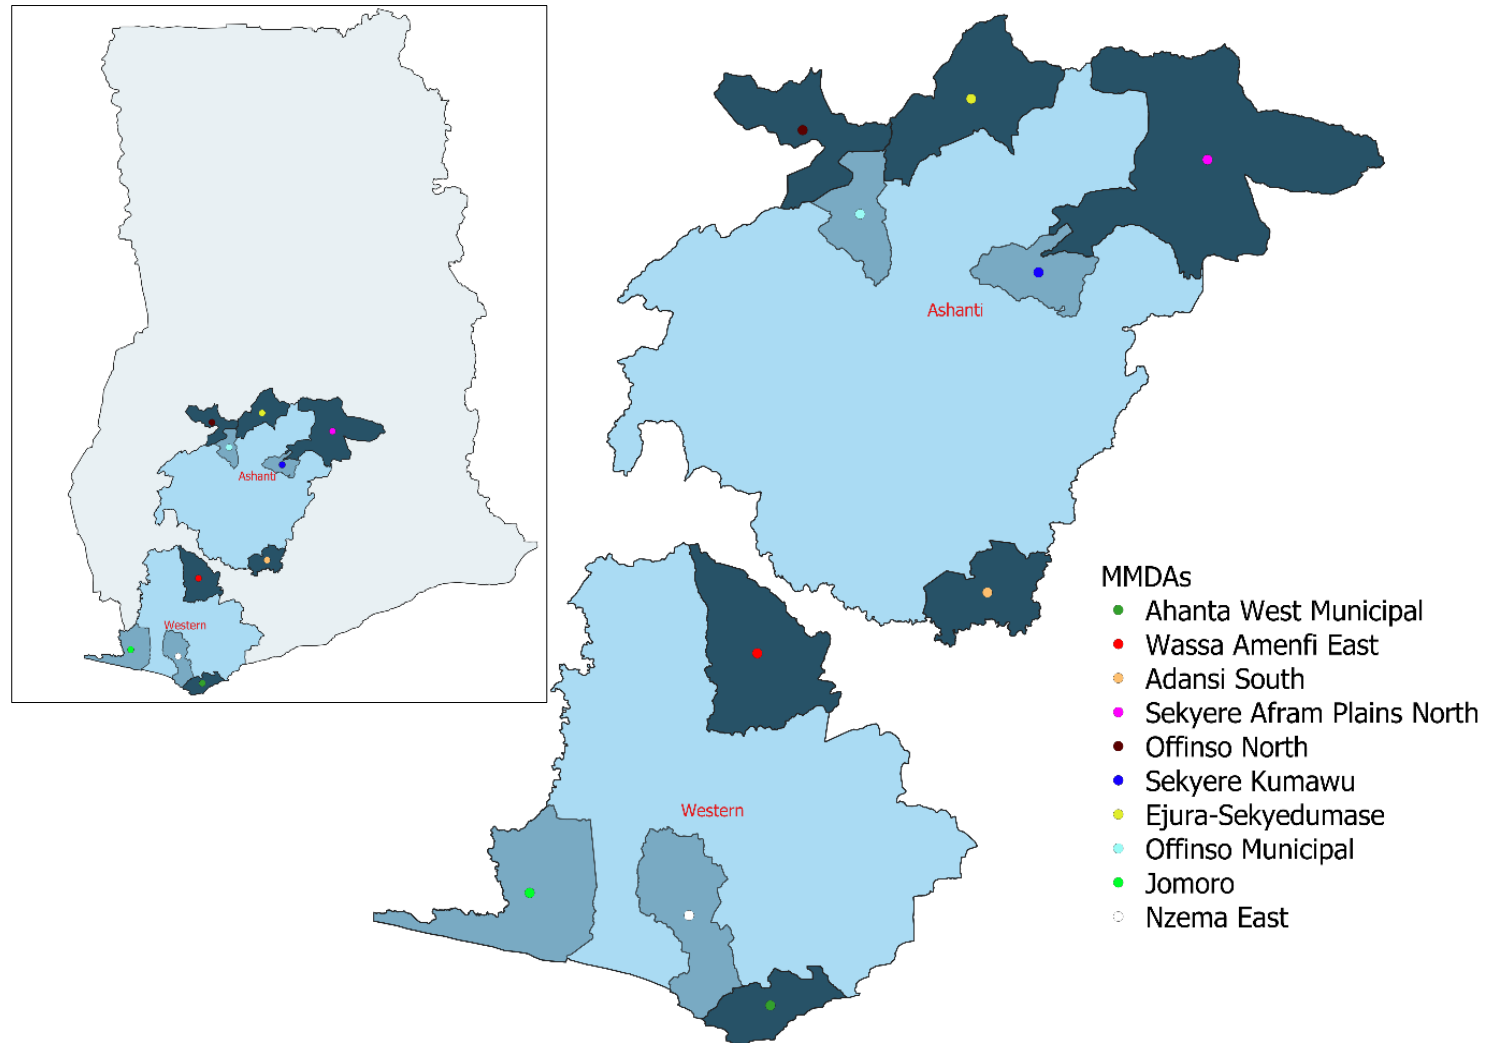 Ashanti
Western
Ashanti
Western
MMDAs
Ahanta West Municipal
Wassa Amenfi East
Adansi South
Sekyere Afram Plains North
Offinso North
Sekyere Kumawu
Ejura-Sekyedumase
Offinso Municipal
Jomoro
Nzema East